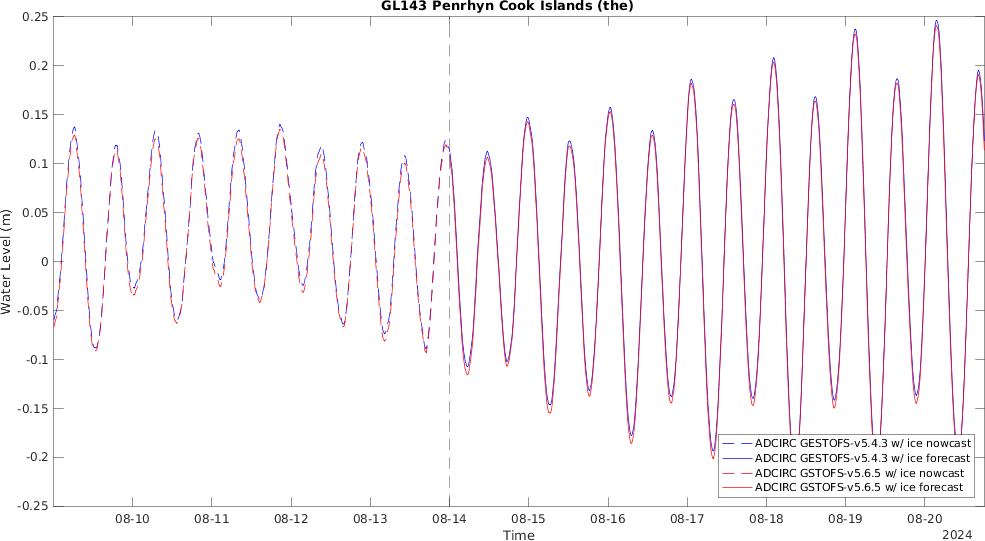 GL143 Penrhyn Cook Islands (the)
0.25
0.2
0.15
0.1
0.05
0
-0.05
-0.1
-0.15
-0.2
-0.25
Water Level (m)
ADCIRC GESTOFS-v5.4.3 w/ ice nowcast
ADCIRC GESTOFS-v5.4.3 w/ ice forecast
ADCIRC GSTOFS-v5.6.5 w/ ice nowcast
ADCIRC GSTOFS-v5.6.5 w/ ice forecast
08-10 08-11 08-12 08-13 08-14 08-15 08-16 08-17 08-18 08-19 08-20
Time
2024